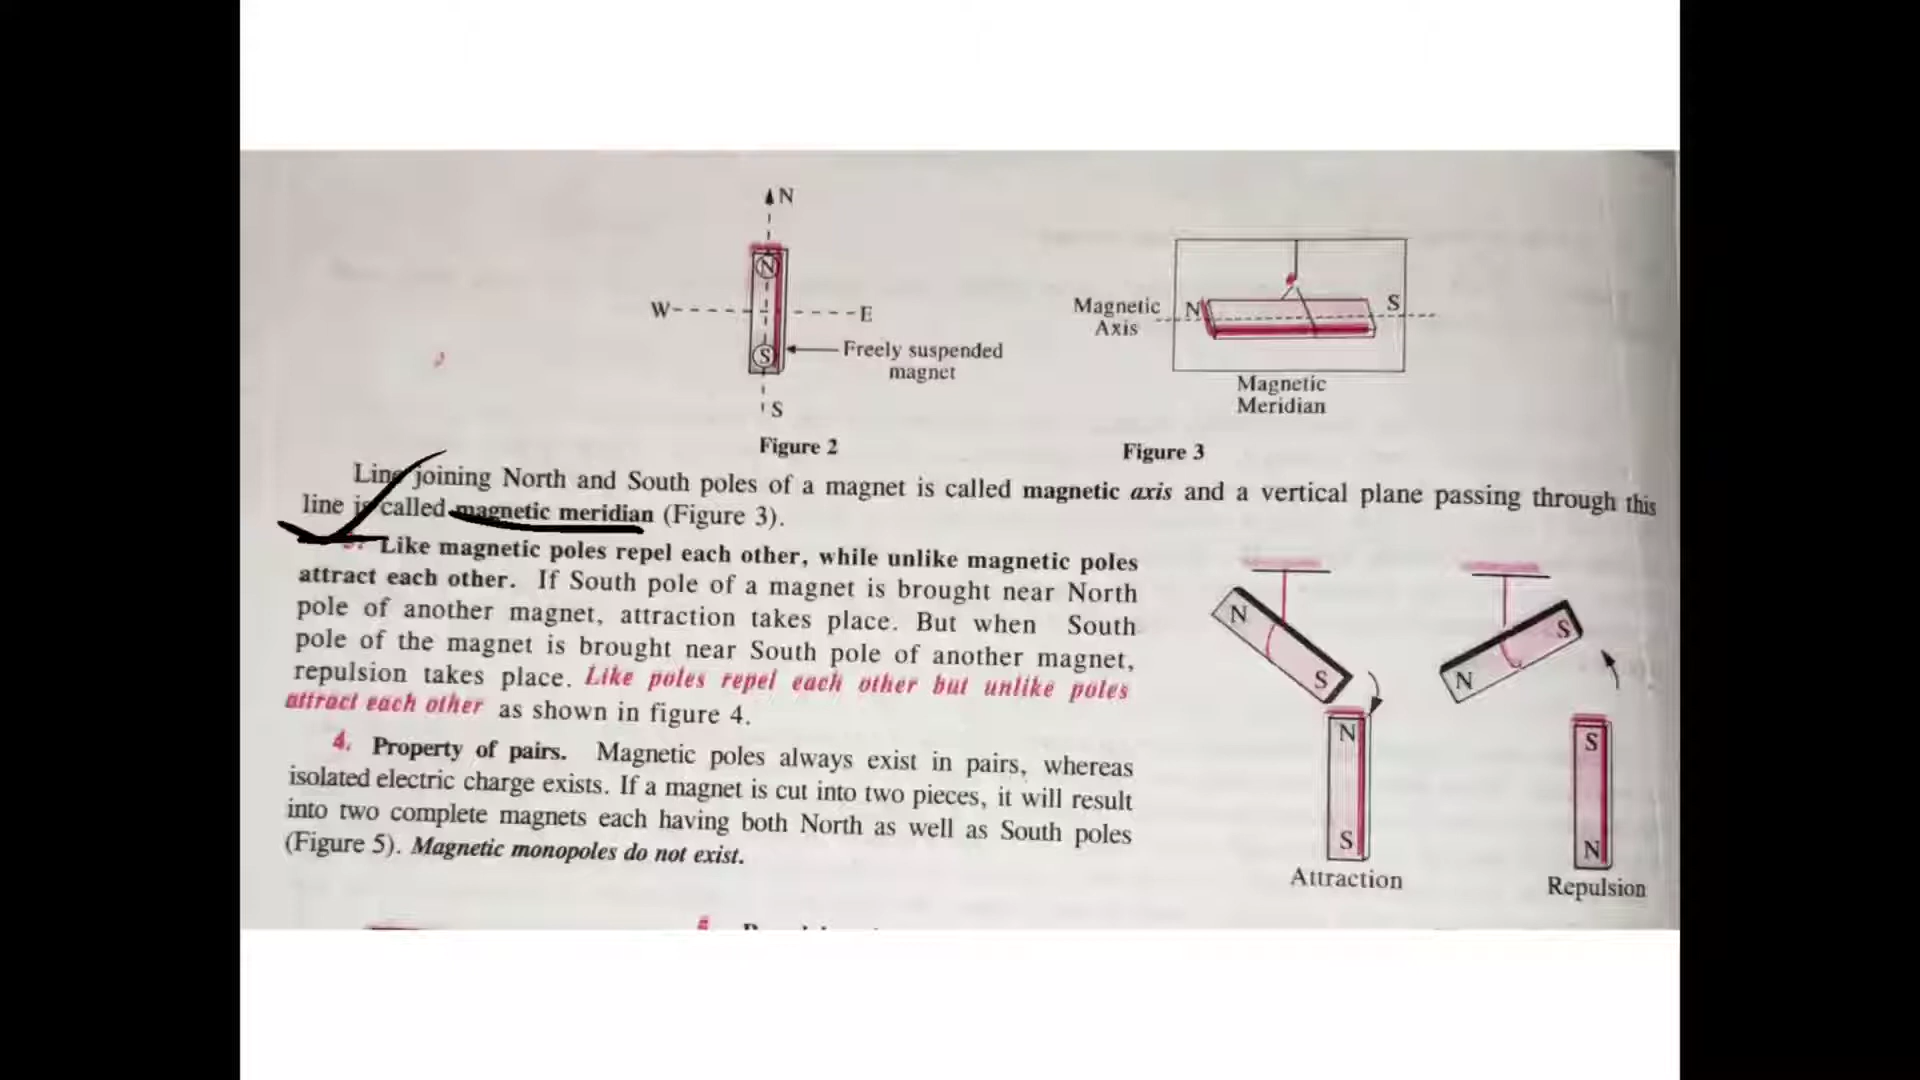 N
N
W
E
S
Freely suspended
magnet
S
Figure 2
Magnetic
Axis
N
S
Magnetic
Meridian
Figure 3
Line joining North and South poles of a magnet is called magnetic axis and a vertical plane passing through this
line is called magnetic meridian (Figure 3).
3. Like magnetic poles repel each other, while unlike magnetic poles
attract each other. If South pole of a magnet is brought near North
pole of another magnet, attraction takes place. But when South
pole of the magnet is brought near South pole of another magnet,
repulsion takes place. Like poles repel each other but unlike poles
attract each other as shown in figure 4.
4. Property of pairs. Magnetic poles always exist in pairs, whereas
isolated electric charge exists. If a magnet is cut into two pieces, it will result
into two complete magnets each having both North as well as South poles
(Figure 5). Magnetic monopoles do not exist.
N
S
N
S
Attraction
S
N
S
N
Repulsion